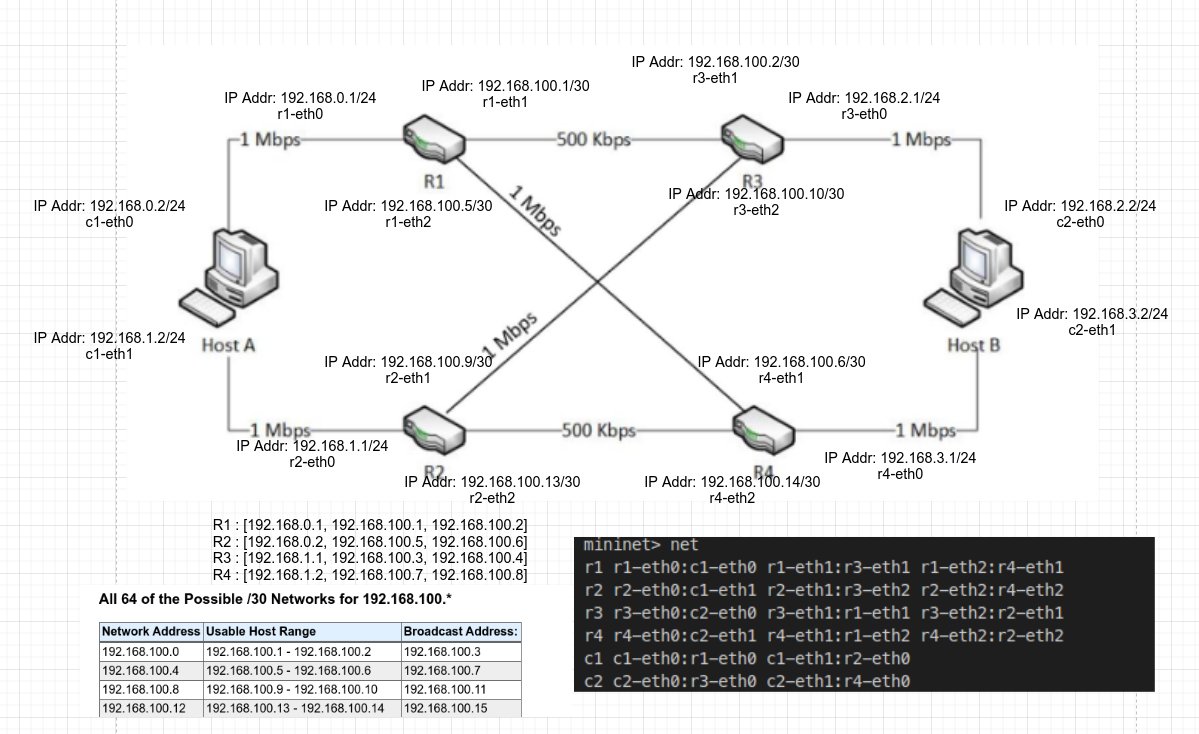 IP Addr: 192.168.100.2/30
r3-eth1
IP Addr: 192.168.100.1/30
r1-eth1
IP Addr: 192.168.0.1/24
r1-eth0
IP Addr: 192.168.2.1/24
r3-eth0
1 Mbps
500 Kbps
1 Mbps
R1
R3
IP Addr: 192.168.100.10/30
r3-eth2
1 Mbps
IP Addr: 192.168.0.2/24
c1-eth0
IP Addr: 192.168.100.5/30
r1-eth2
IP Addr: 192.168.2.2/24
c2-eth0
IP Addr: 192.168.3.2/24
c2-eth1
IP Addr: 192.168.1.2/24
c1-eth1
Host A
1 Mbps
Host B
IP Addr: 192.168.100.9/30
r2-eth1
IP Addr: 192.168.100.6/30
r4-eth1
1 Mbps
500 Kbps
1 Mbps
IP Addr: 192.168.1.1/24
r2-eth0
IP Addr: 192.168.3.1/24
r4-eth0
R2
R4
IP Addr: 192.168.100.13/30
r2-eth2
IP Addr: 192.168.100.14/30
r4-eth2
R1 : [192.168.0.1, 192.168.100.1, 192.168.100.2]
R2 : [192.168.0.2, 192.168.100.5, 192.168.100.6]
R3 : [192.168.1.1, 192.168.100.3, 192.168.100.4]
R4 : [192.168.1.2, 192.168.100.7, 192.168.100.8]
All 64 of the Possible /30 Networks for 192.168.100.*
Network Address Usable Host Range Broadcast Address:
192.168.100.0 192.168.100.1 - 192.168.100.2 192.168.100.3
192.168.100.4 192.168.100.5 - 192.168.100.6 192.168.100.7
192.168.100.8 192.168.100.9 - 192.168.100.10 192.168.100.11
192.168.100.12 192.168.100.13 - 192.168.100.14 192.168.100.15
mininet> net
r1 r1-eth0:c1-eth0 r1-eth1:r3-eth1 r1-eth2:r4-eth1
r2 r2-eth0:c1-eth1 r2-eth1:r3-eth2 r2-eth2:r4-eth2
r3 r3-eth0:c2-eth0 r3-eth1:r1-eth1 r3-eth2:r2-eth1
r4 r4-eth0:c2-eth1 r4-eth1:r1-eth2 r4-eth2:r2-eth2
c1 c1-eth0:r1-eth0 c1-eth1:r2-eth0
c2 c2-eth0:r3-eth0 c2-eth1:r4-eth0